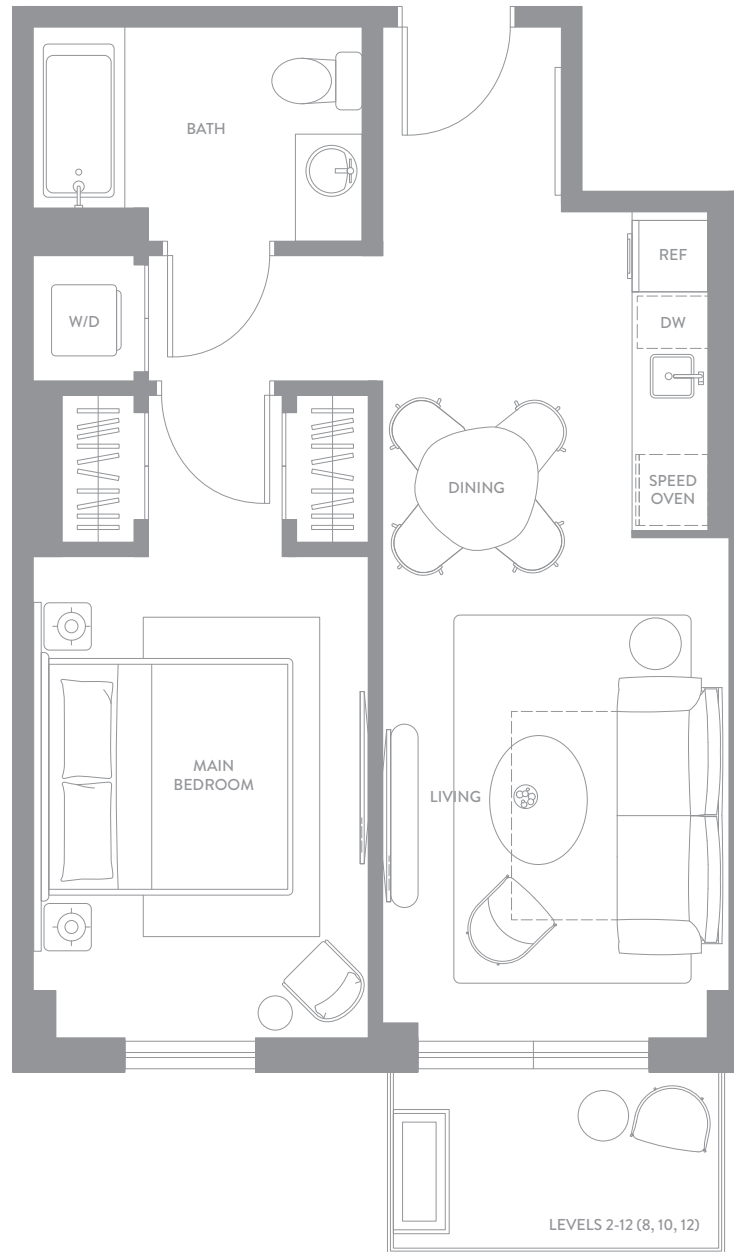 BATH
REF
W/D
DW
DINING
SPEED
OVEN
MAIN
BEDROOM
LIVING
LEVELS 2-12 (8, 10, 12)